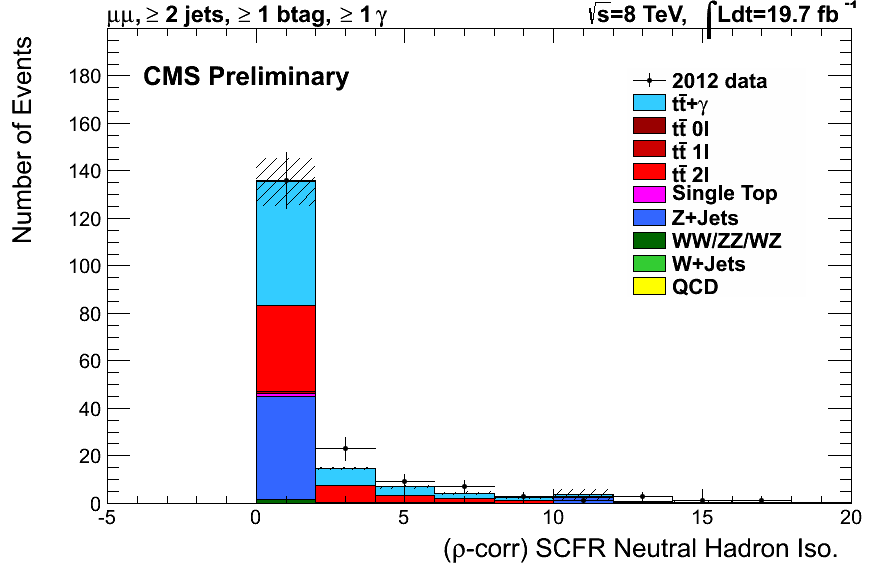 μμ, ≥ 2 jets, ≥ 1 btag, ≥ 1 γ
√s=8 TeV, ∫Ldt=19.7 fb⁻¹
CMS Preliminary
2012 data
tt̄+γ
tt̄ 0l
tt̄ 1l
tt̄ 2l
Single Top
Z+Jets
WW/ZZ/WZ
W+Jets
QCD
Number of Events
180
160
140
120
100
80
60
40
20
0
-5 0 5 10 15 20
(ρ-corr) SCFR Neutral Hadron Iso.